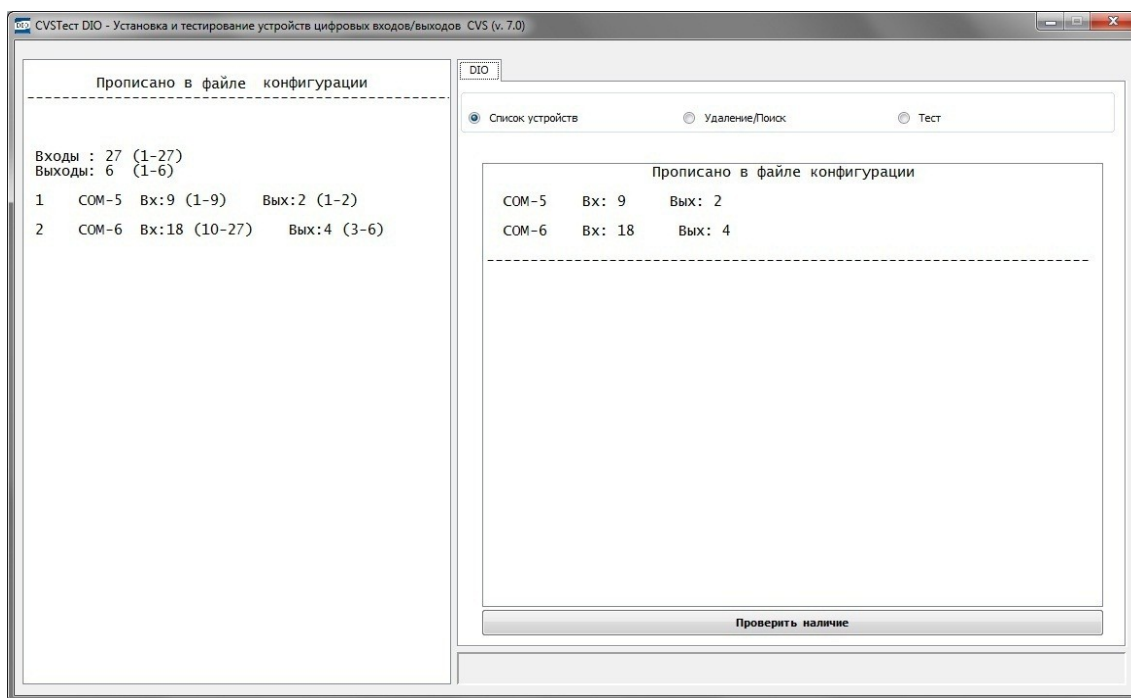 CVSТест DIO - Установка и тестирование устройств цифровых входов/выходов CVS (v. 7.0)
Прописано в файле конфигурации
Входы : 27 (1-27)
Выходы: 6 (1-6)
1 COM-5 Вх:9 (1-9) Вых:2 (1-2)
2 COM-6 Вх:18 (10-27) Вых:4 (3-6)
DIO
Список устройств Удаление/Поиск Тест
Прописано в файле конфигурации
COM-5 Вх: 9 Вых: 2
COM-6 Вх: 18 Вых: 4
Проверить наличие